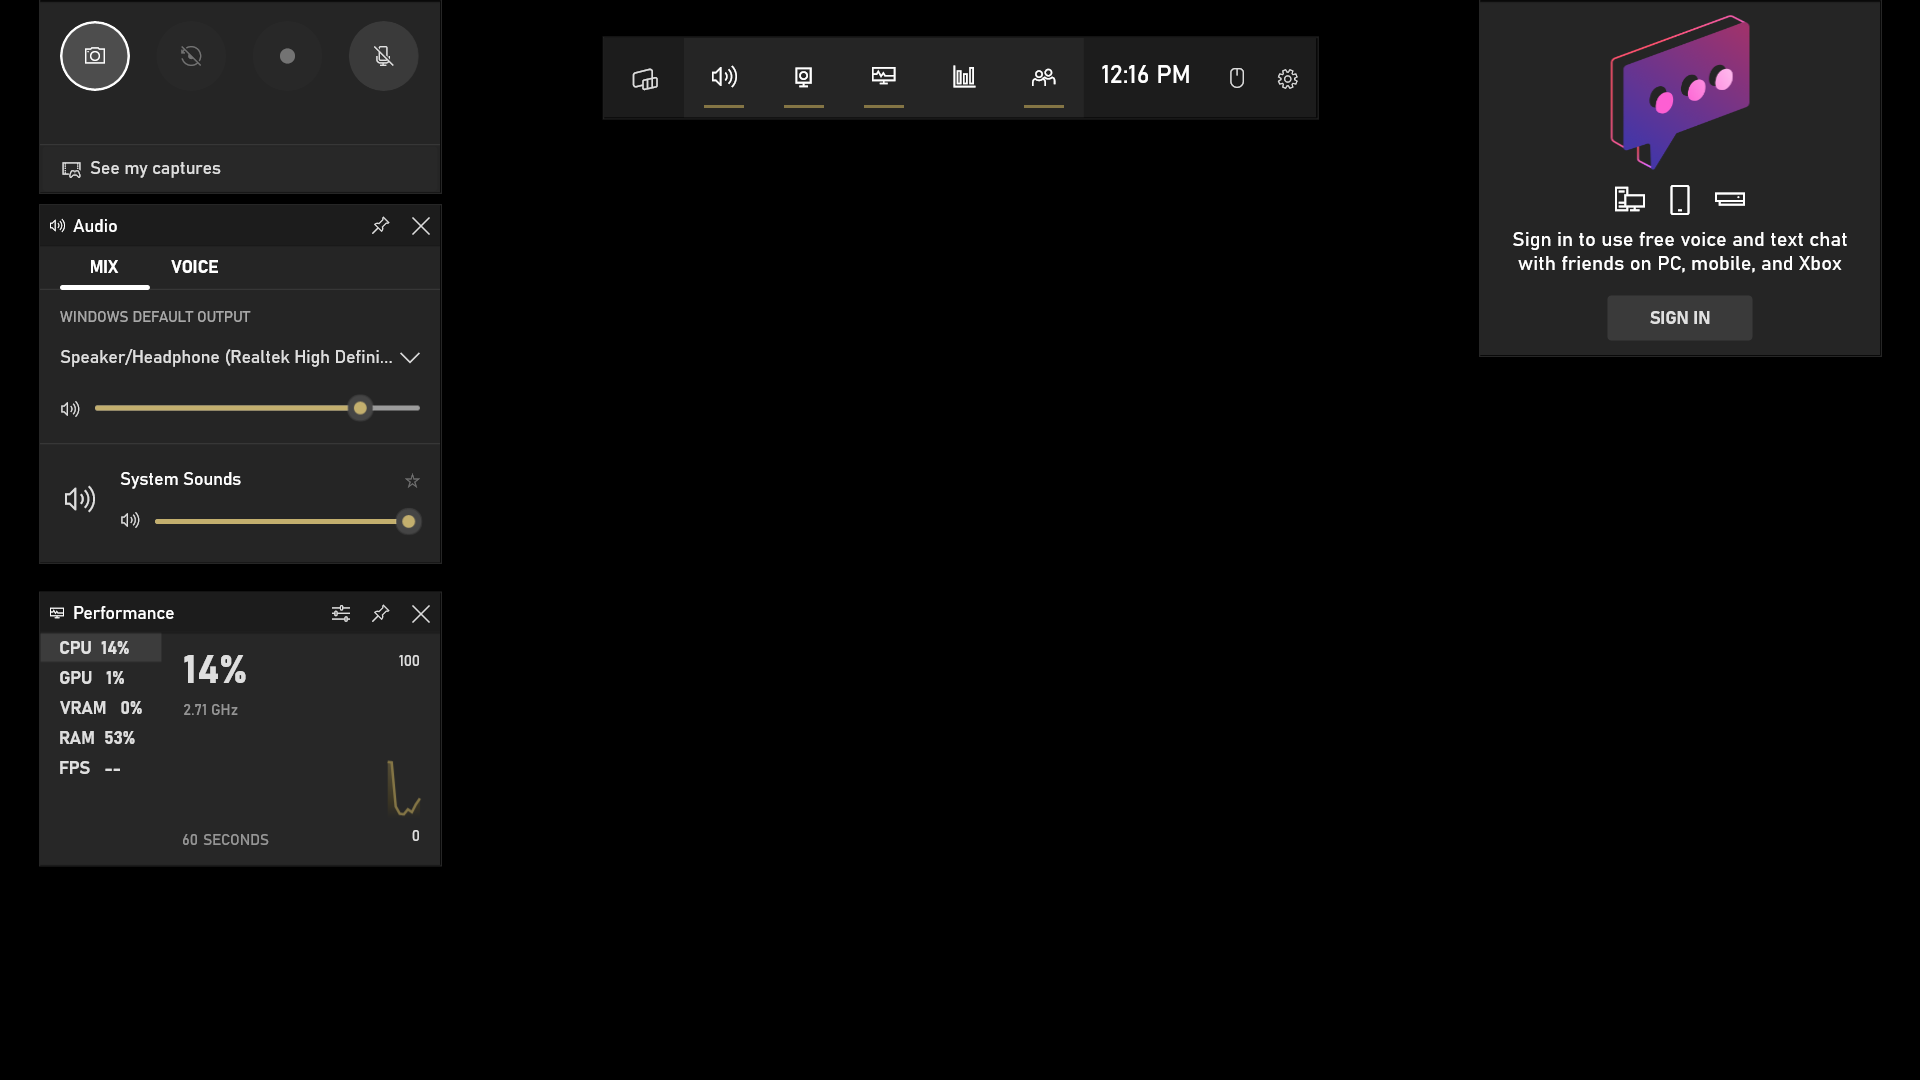 See my captures
Audio
MIX VOICE
WINDOWS DEFAULT OUTPUT
Speaker/Headphone (Realtek High Defini...
System Sounds
Performance
CPU 14%
GPU 1%
VRAM 0%
RAM 53%
FPS --
14%
2.71 GHz
100
60 SECONDS
0
12:16 PM
Sign in to use free voice and text chat
with friends on PC, mobile, and Xbox
SIGN IN